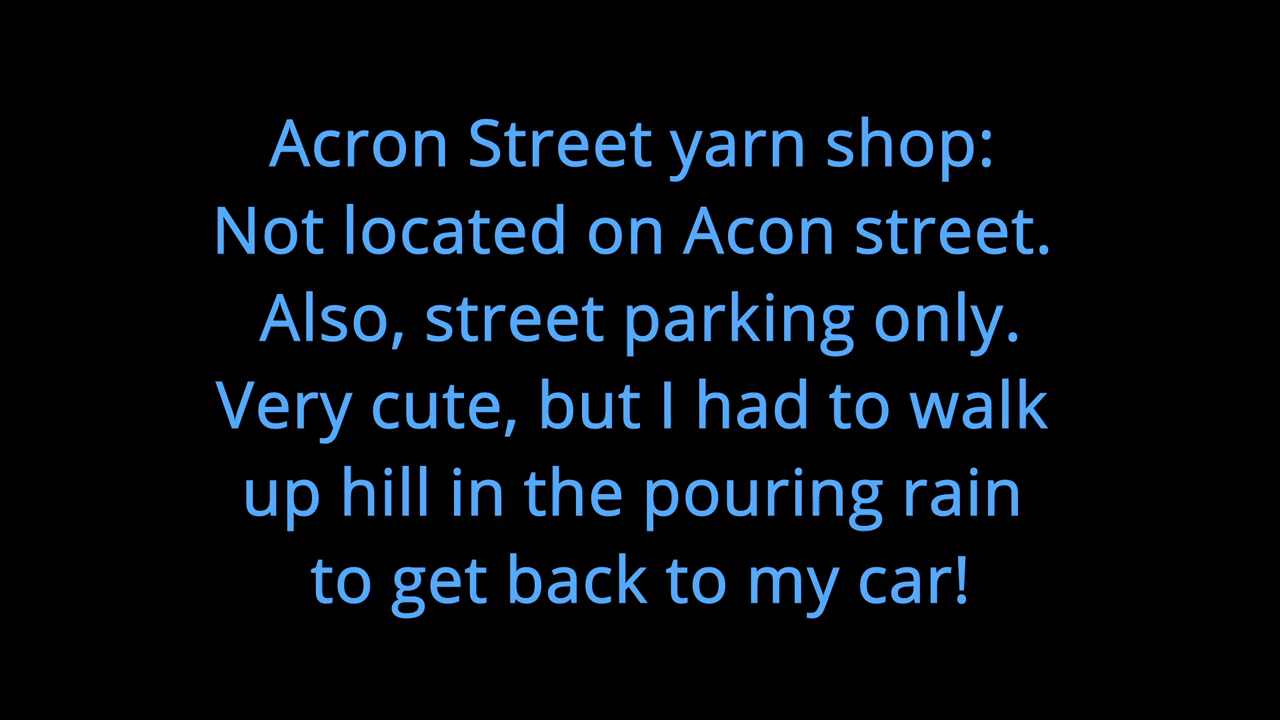 Acron Street yarn shop:
Not located on Acon street.
Also, street parking only.
Very cute, but I had to walk
up hill in the pouring rain
to get back to my car!